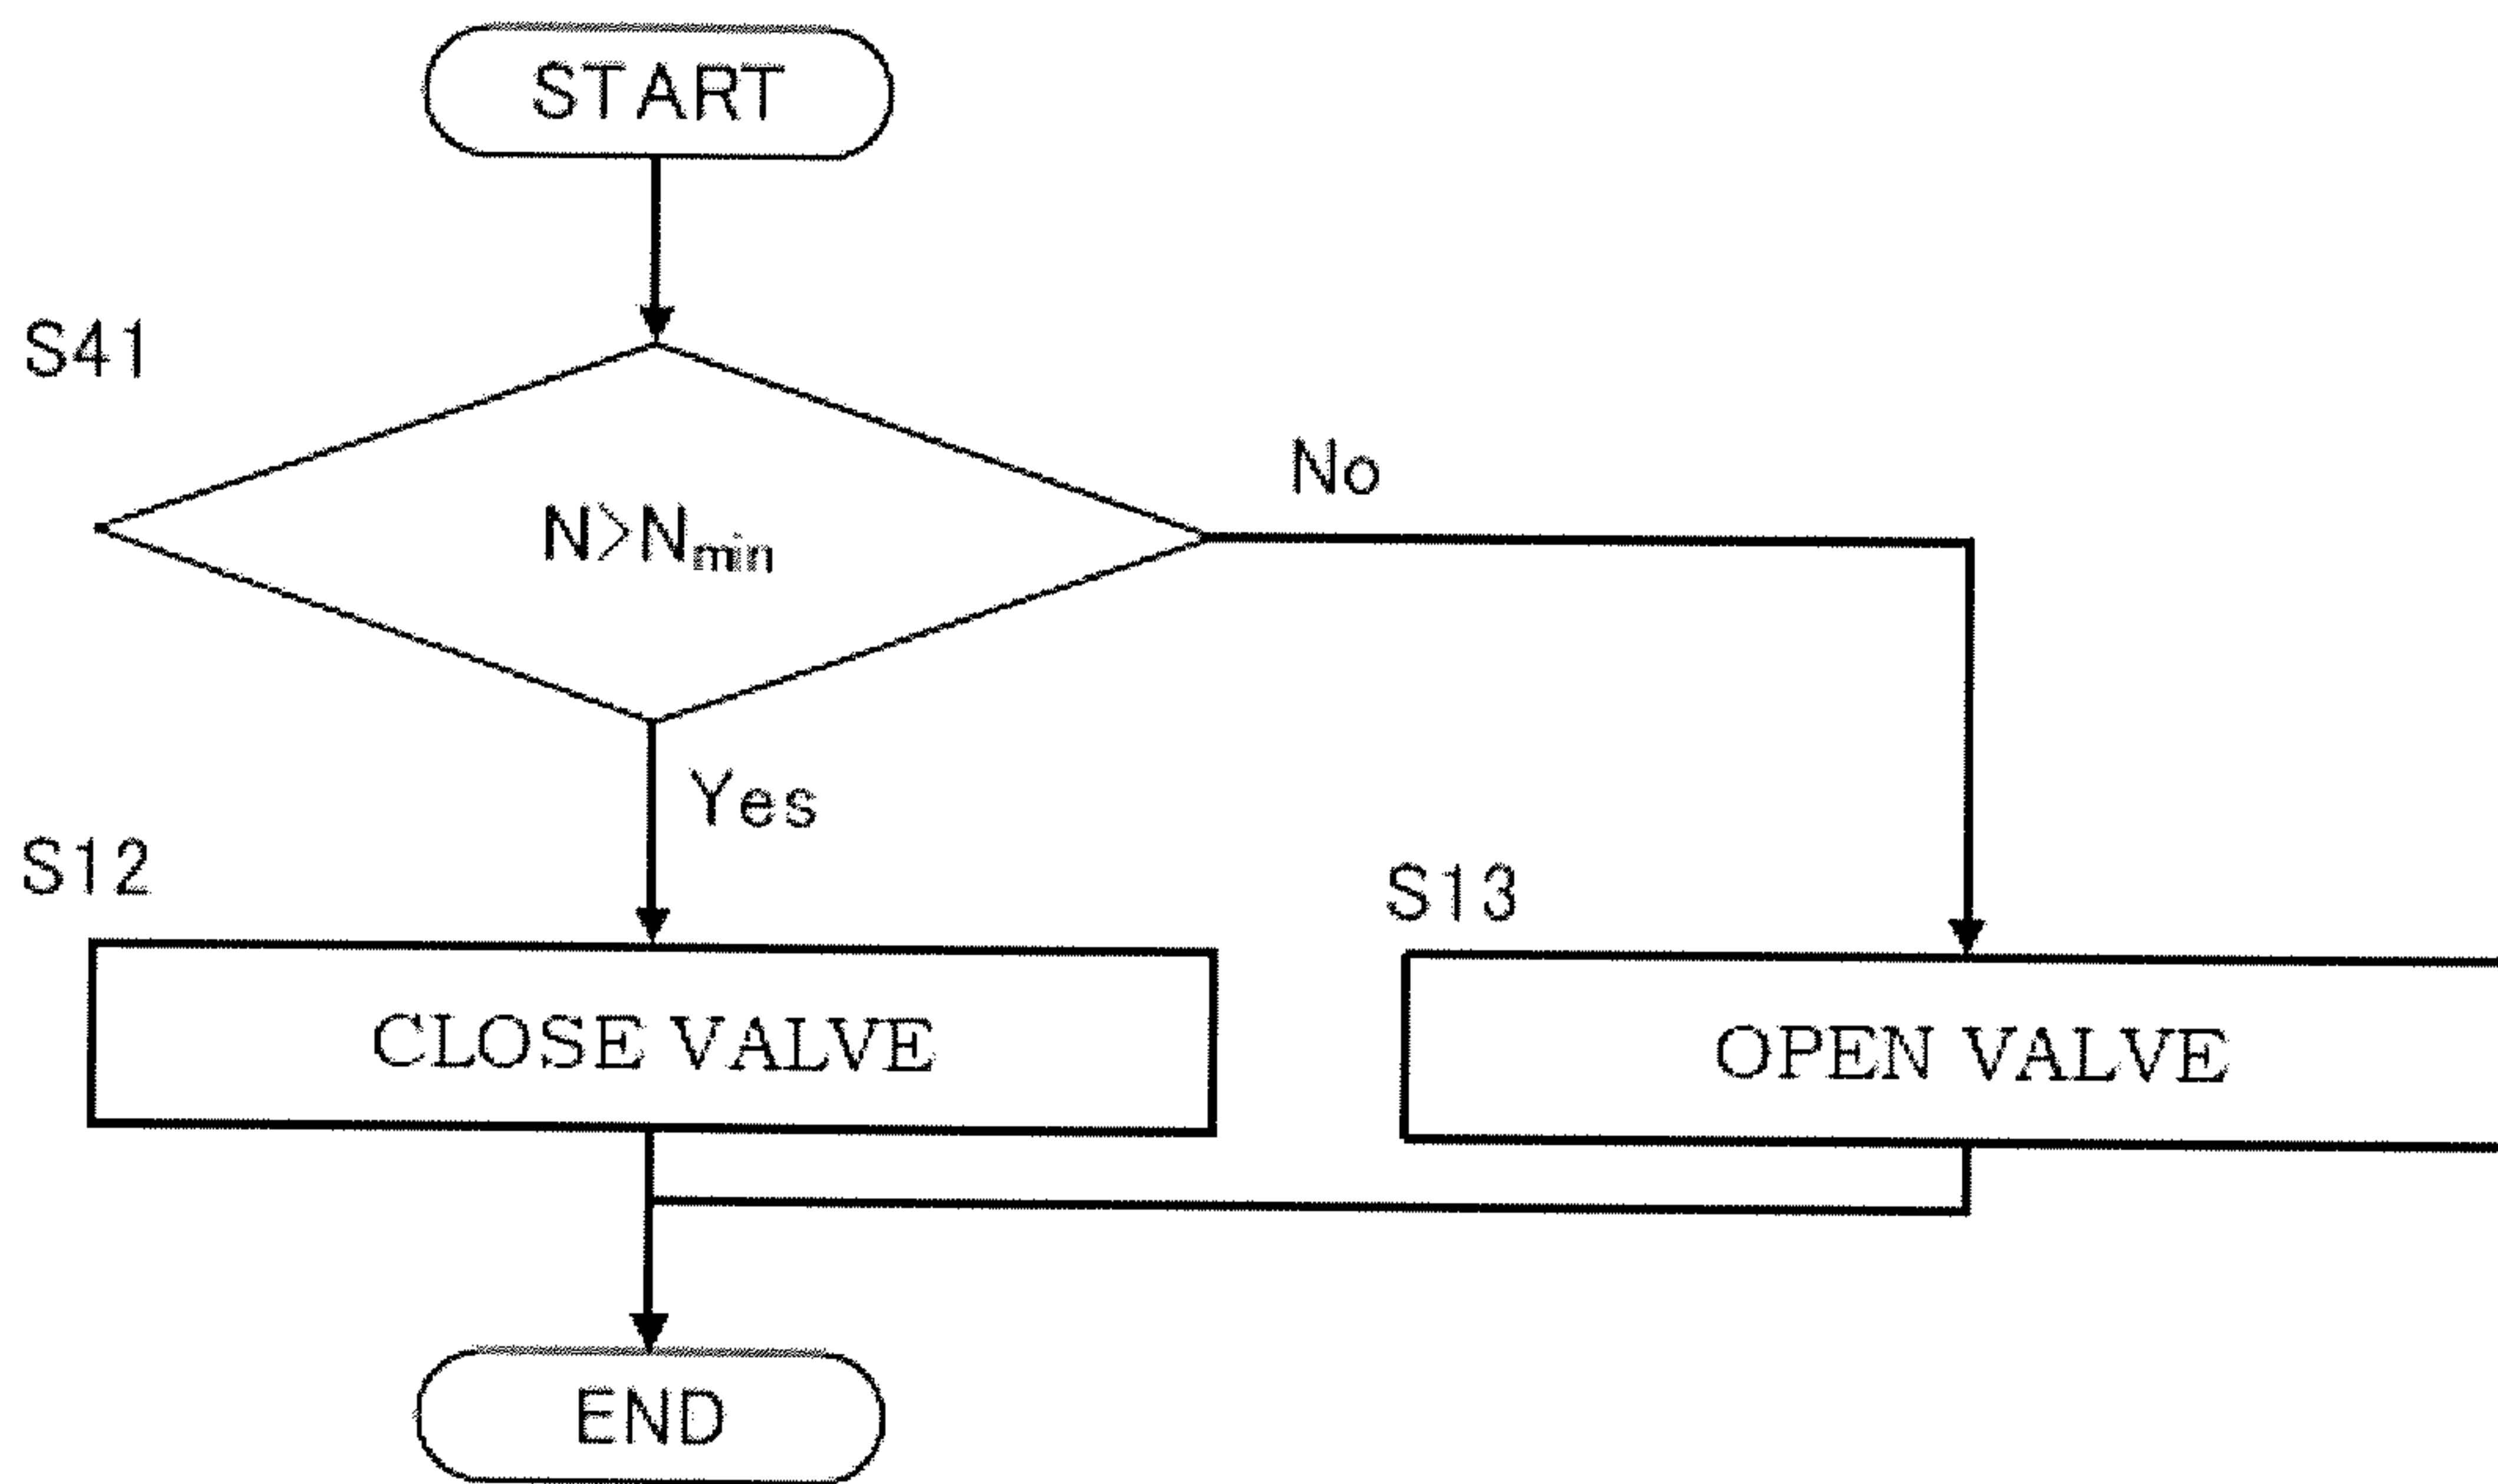 START
S41
N>Nmin
No
Yes
S12
CLOSE VALVE
S13
OPEN VALVE
END